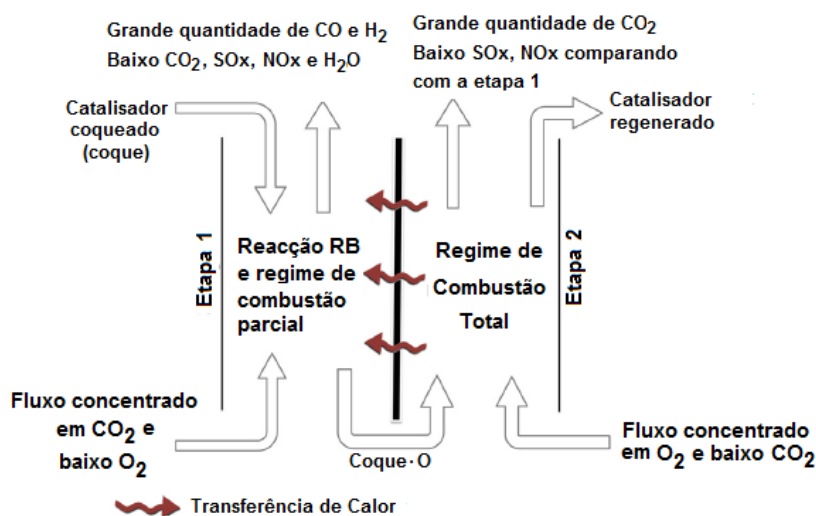 Grande quantidade de CO e H2
Baixo CO2, SOx, NOx e H2O
Grande quantidade de CO2
Baixo SOx, NOx comparando
com a etapa 1
Catalisador
coqueado
(coque)
Catalisador
regenerado
Etapa 1
Reacção RB
e regime de
combustão
parcial
Regime de
Combustão
Total
Etapa 2
Fluxo concentrado
em CO2 e
baixo O2
Coque·O
Fluxo concentrado
em O2 e baixo CO2
Transferência de Calor